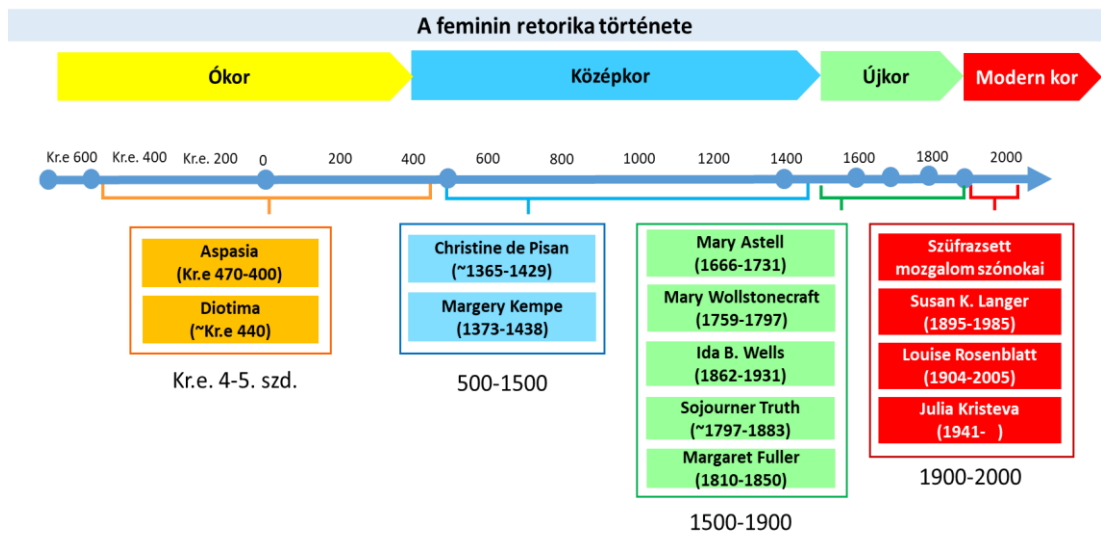 A feminin retorika története
Ókor
Középkor
Újkor
Modern kor
Kr.e 600
Kr.e. 400
Kr.e. 200
0
200
400
600
800
1000
1200
1400
1600
1800
2000
Aspasia
(Kr.e 470-400)
Diotima
(~Kr.e 440)
Kr.e. 4-5. szd.
Christine de Pisan
(~1365-1429)
Margery Kempe
(1373-1438)
500-1500
Mary Astell
(1666-1731)
Mary Wollstonecraft
(1759-1797)
Ida B. Wells
(1862-1931)
Sojourner Truth
(~1797-1883)
Margaret Fuller
(1810-1850)
1500-1900
Szüfrazsett
mozgalom szónokai
Susan K. Langer
(1895-1985)
Louise Rosenblatt
(1904-2005)
Julia Kristeva
(1941-   )
1900-2000